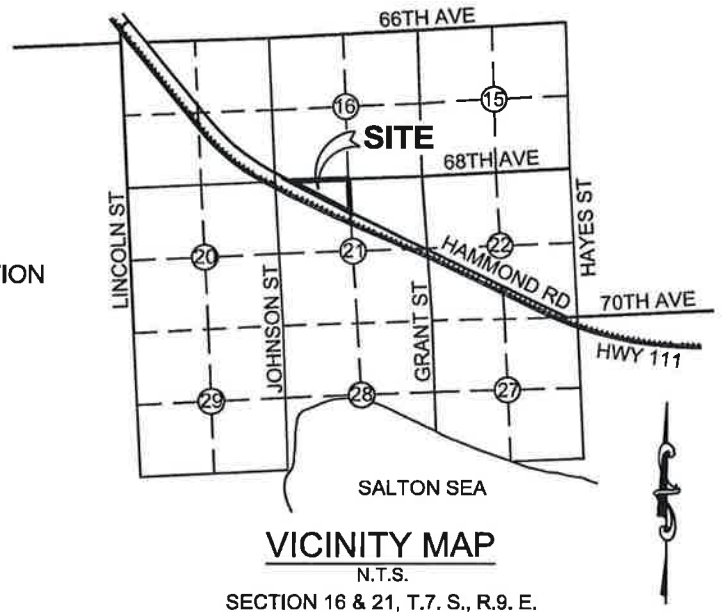 66TH AVE
16
15
SITE
68TH AVE
LINCOLN ST
HAYES ST
TION
20
21
22
HAMMOND RD
JOHNSON ST
GRANT ST
70TH AVE
HWY 111
29
28
27
SALTON SEA
VICINITY MAP
N.T.S.
SECTION 16 & 21, T.7. S., R.9. E.